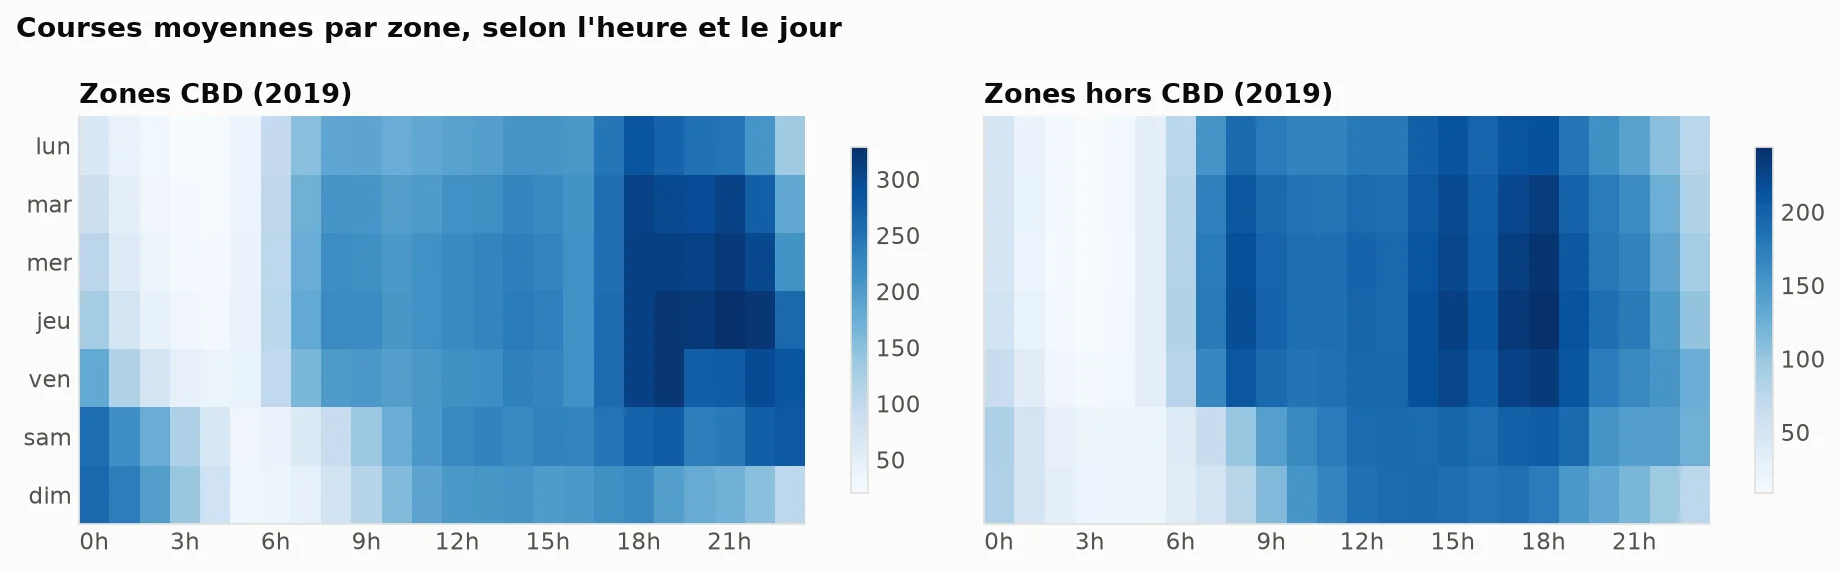 Courses moyennes par zone, selon l'heure et le jour
Zones CBD (2019)
lun
mar
mer
jeu
ven
sam
dim
0h 3h 6h 9h 12h 15h 18h 21h
300
250
200
150
100
50
Zones hors CBD (2019)
0h 3h 6h 9h 12h 15h 18h 21h
200
150
100
50